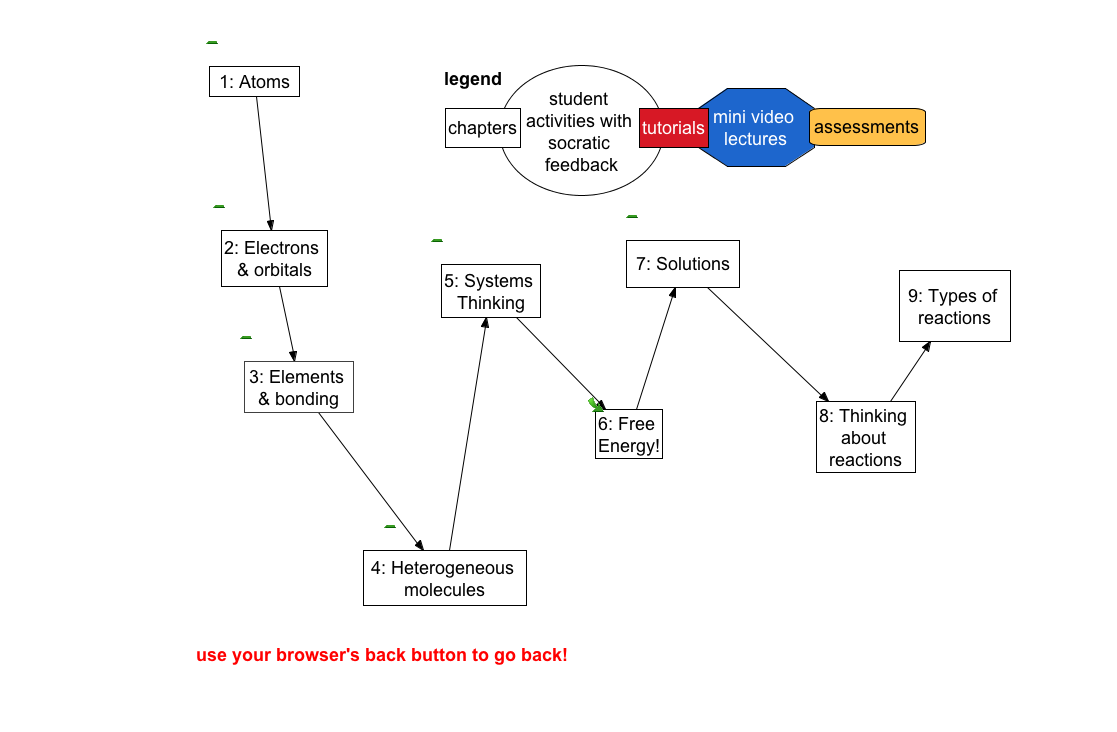 1: Atoms
legend
chapters
student
activities with
socratic
feedback
tutorials
mini video
lectures
assessments
2: Electrons
& orbitals
3: Elements
& bonding
4: Heterogeneous
molecules
5: Systems
Thinking
6: Free
Energy!
7: Solutions
8: Thinking
about
reactions
9: Types of
reactions
use your browser's back button to go back!